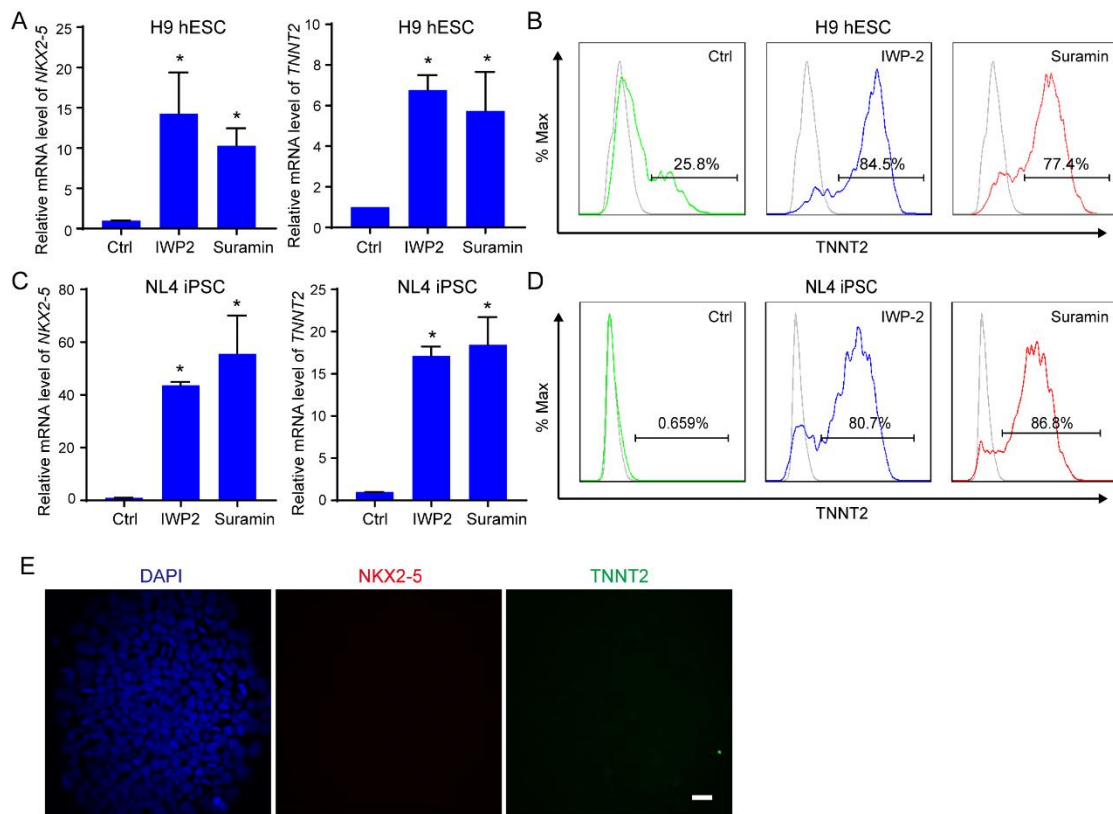 A
H9 hESC
Relative mRNA level of NKX2-5
25
20
15
10
5
0
*
*
Ctrl
IWP2
Suramin
H9 hESC
Relative mRNA level of TNNT2
10
8
6
4
2
0
*
*
Ctrl
IWP2
Suramin
B
H9 hESC
% Max
Ctrl
25.8%
IWP-2
84.5%
Suramin
77.4%
TNNT2
C
NL4 iPSC
Relative mRNA level of NKX2-5
80
60
40
20
0
*
*
Ctrl
IWP2
Suramin
NL4 iPSC
Relative mRNA level of TNNT2
25
20
15
10
5
0
*
*
Ctrl
IWP2
Suramin
D
NL4 iPSC
% Max
Ctrl
0.659%
IWP-2
80.7%
Suramin
86.8%
TNNT2
E
DAPI
NKX2-5
TNNT2